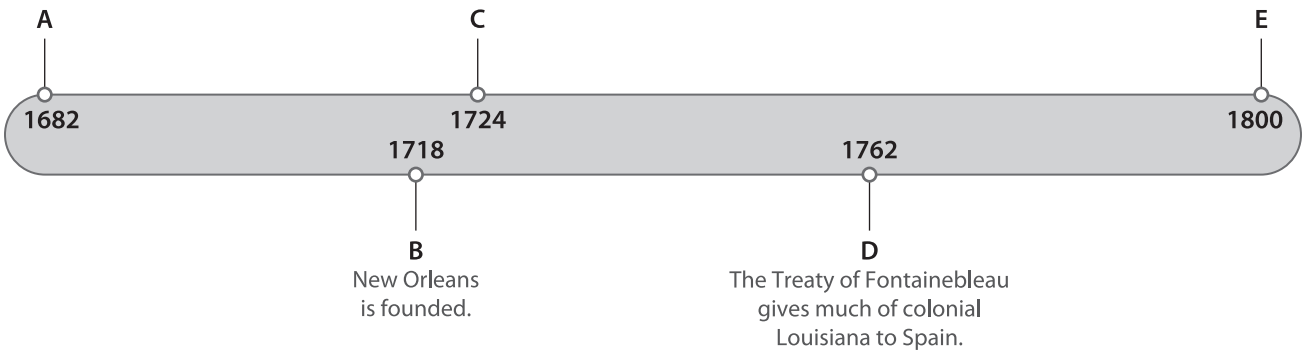 A
C
E
1682
1724
1800
1718
1762
B
D
New Orleans
is founded.
The Treaty of Fontainebleau
gives much of colonial
Louisiana to Spain.